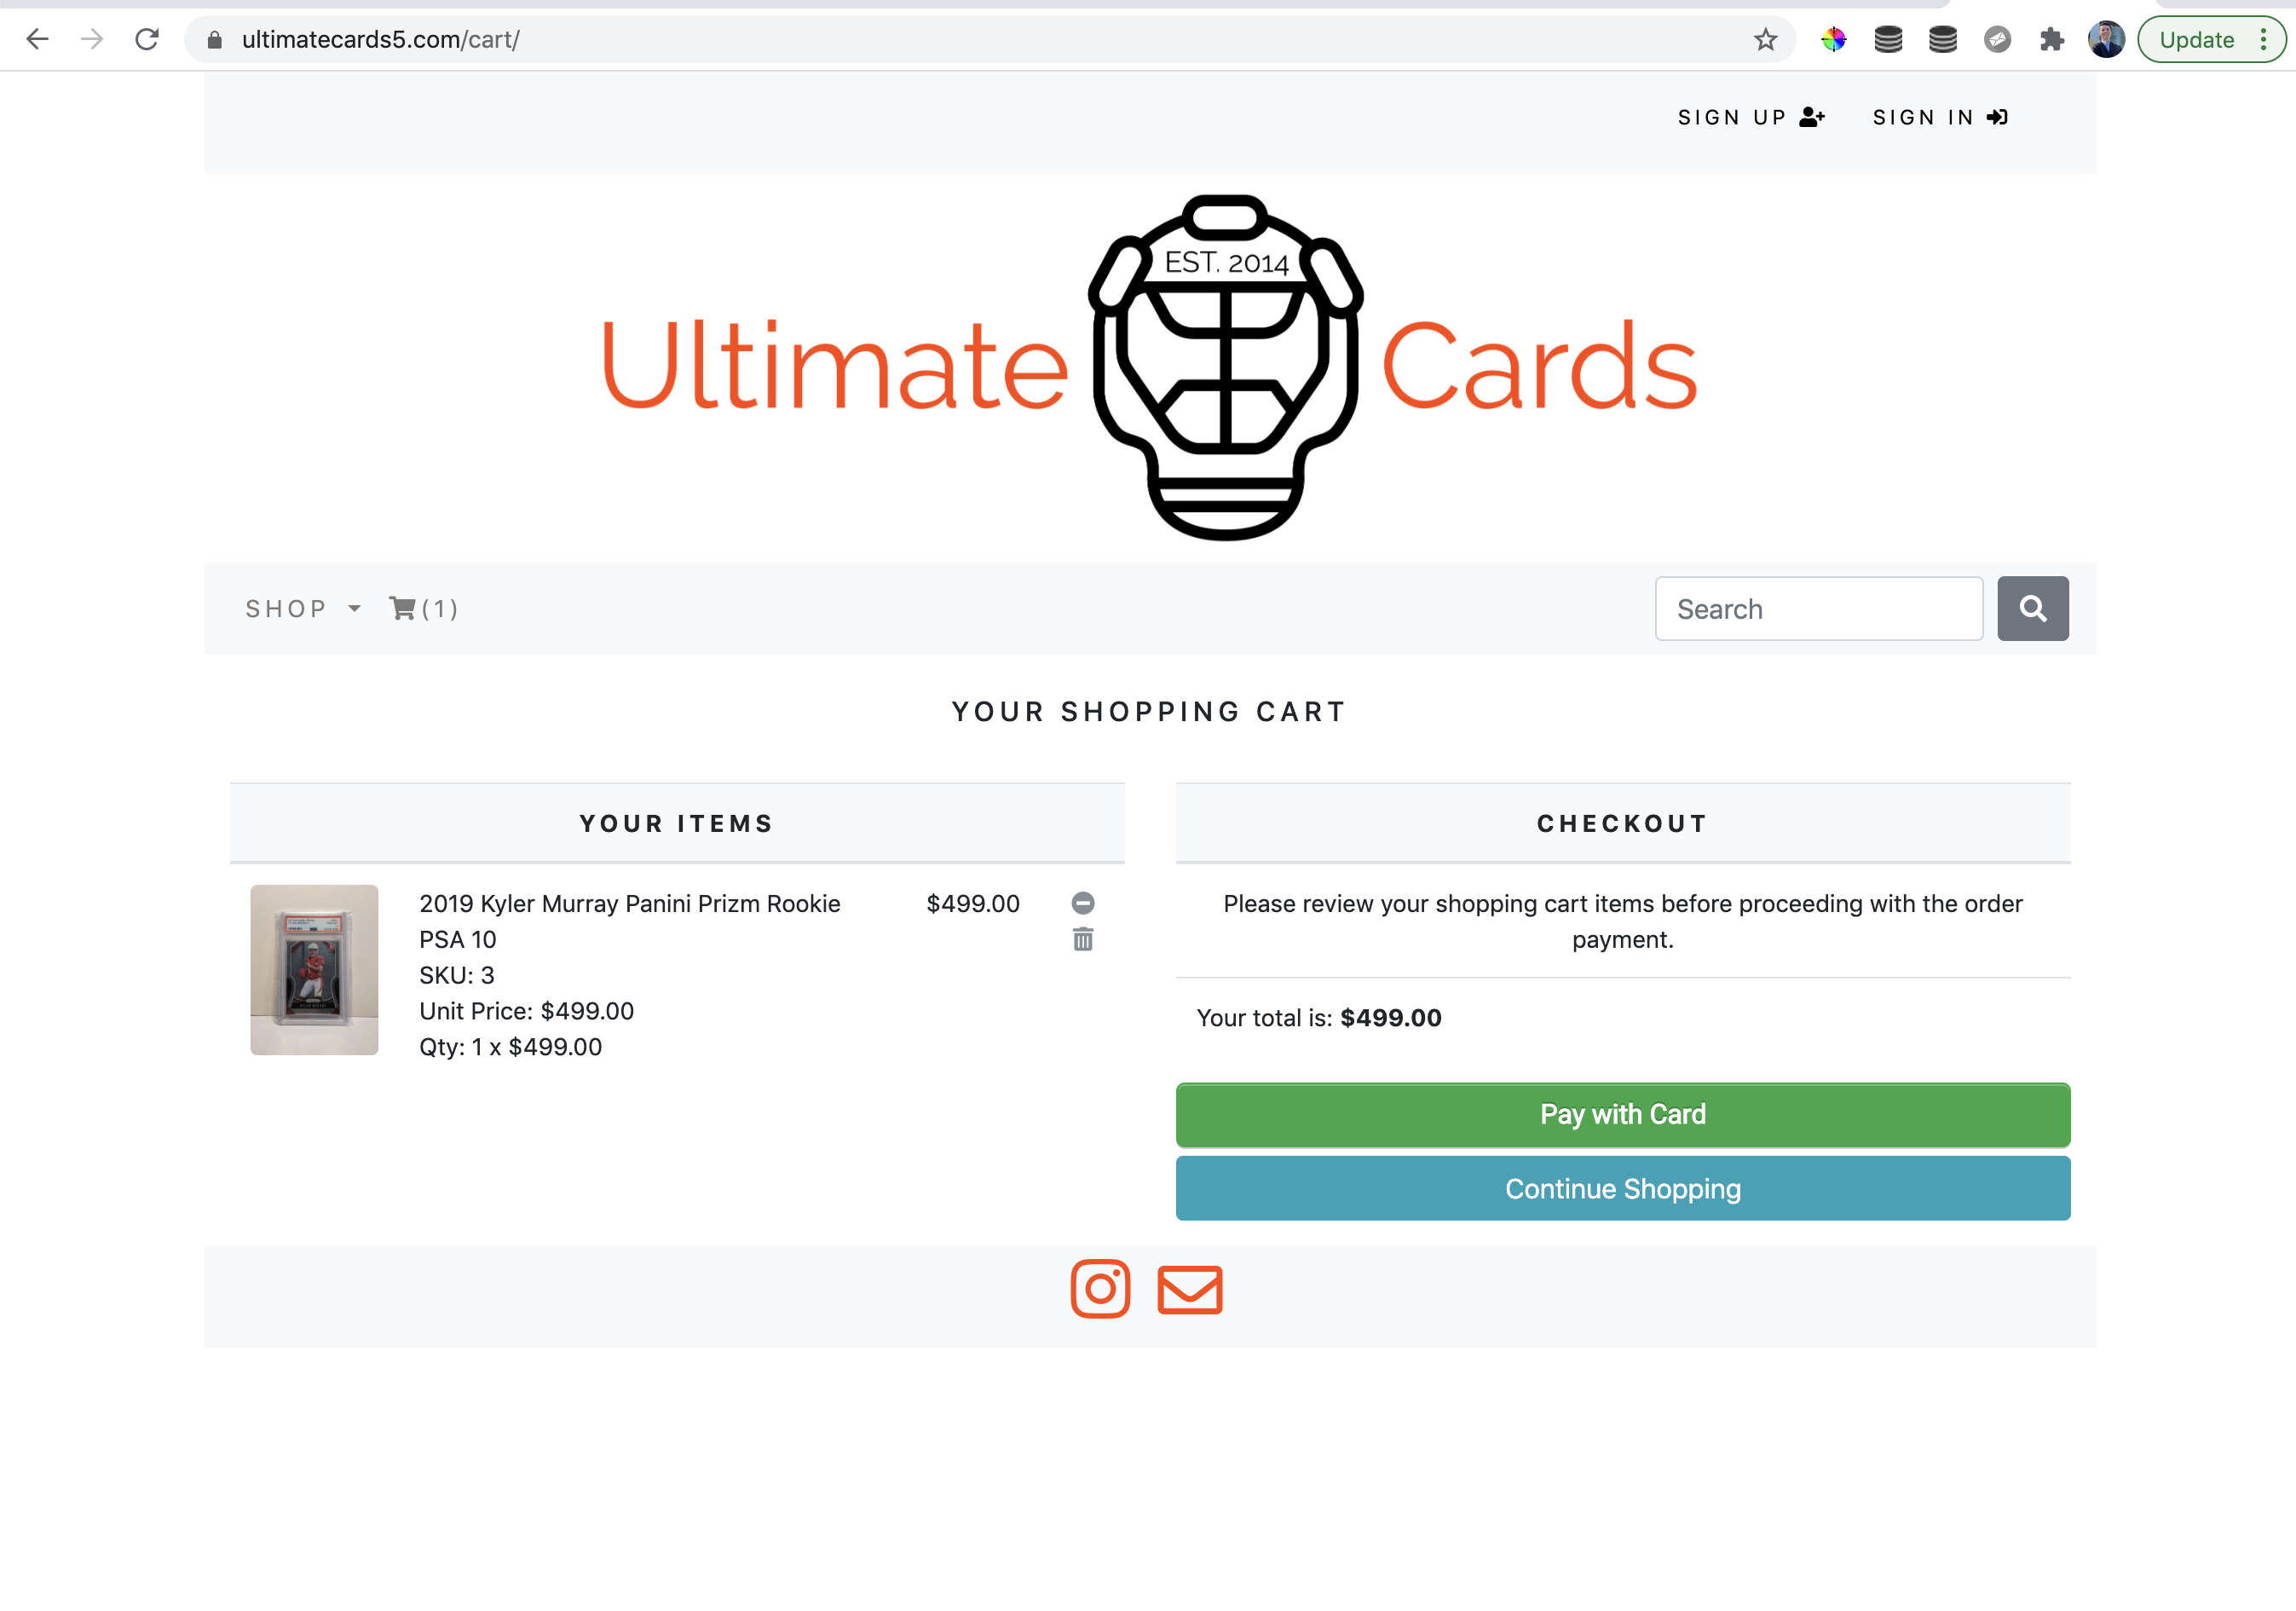 ultimatecards5.com/cart/
Update
SIGN UP
SIGN IN
EST. 2014
Ultimate Cards
SHOP
(1)
Search
YOUR SHOPPING CART
YOUR ITEMS
2019 Kyler Murray Panini Prizm Rookie
$499.00
PSA 10
SKU: 3
Unit Price: $499.00
Qty: 1 x $499.00
CHECKOUT
Please review your shopping cart items before proceeding with the order
payment.
Your total is: $499.00
Pay with Card
Continue Shopping